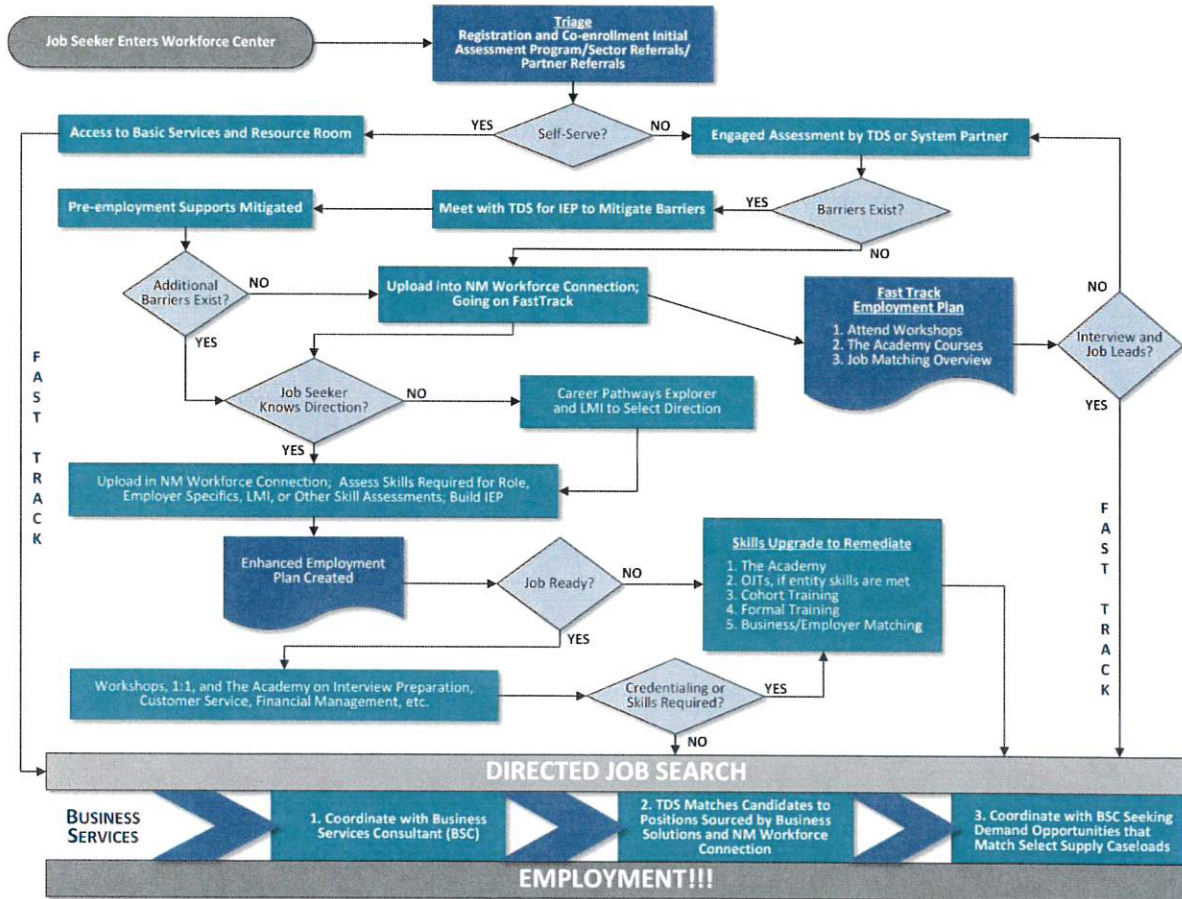 Triage
Registration and Co-enrollment Initial
Assessment Program/Sector Referrals/
Partner Referrals
Job Seeker Enters Workforce Center
Access to Basic Services and Resource Room
YES
Self-Serve?
NO
Engaged Assessment by TDS or System Partner
Pre-employment Supports Mitigated
Meet with TDS for IEP to Mitigate Barriers
YES
Barriers Exist?
NO
Additional
Barriers Exist?
NO
YES
Upload into NM Workforce Connection;
Going on FastTrack
Fast Track
Employment Plan
1. Attend Workshops
2. The Academy Courses
3. Job Matching Overview
NO
Interview and
Job Leads?
YES
FAST TRACK
Job Seeker
Knows Direction?
NO
YES
Career Pathways Explorer
and LMI to Select Direction
Upload in NM Workforce Connection; Assess Skills Required for Role,
Employer Specifics, LMI, or Other Skill Assessments; Build IEP
Enhanced Employment
Plan Created
Job Ready?
NO
YES
Skills Upgrade to Remediate
1. The Academy
2. OJTs, if entity skills are met
3. Cohort Training
4. Formal Training
5. Business/Employer Matching
FAST TRACK
Workshops, 1:1, and The Academy on Interview Preparation,
Customer Service, Financial Management, etc.
Credentialing or
Skills Required?
YES
NO
DIRECTED JOB SEARCH
BUSINESS
SERVICES
1. Coordinate with Business
Services Consultant (BSC)
2. TDS Matches Candidates to
Positions Sourced by Business
Solutions and NM Workforce
Connection
3. Coordinate with BSC Seeking
Demand Opportunities that
Match Select Supply Caseloads
EMPLOYMENT!!!